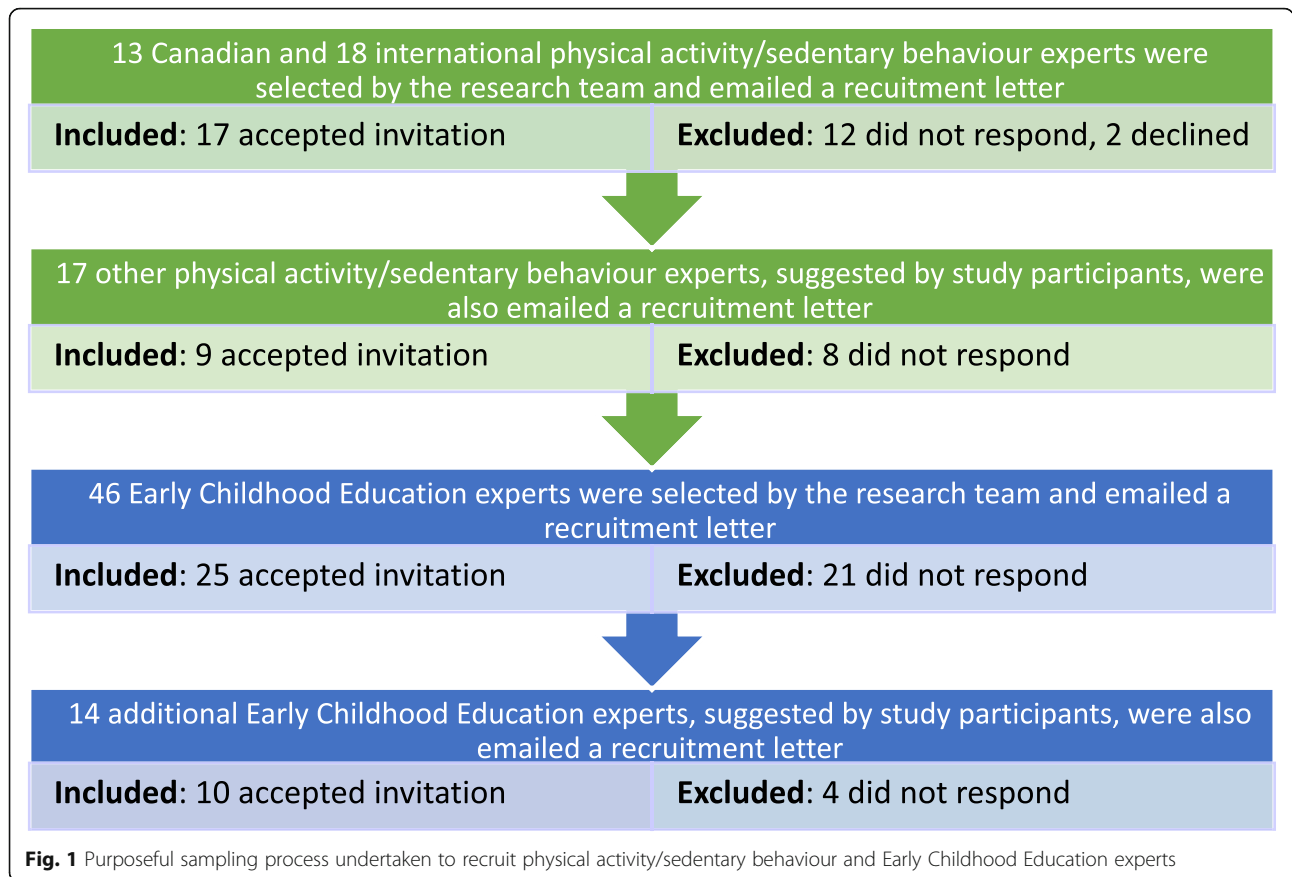 13 Canadian and 18 international physical activity/sedentary behaviour experts were
selected by the research team and emailed a recuitment letter
Included: 17 accepted invitation
Excluded: 12 did not respond, 2 declined
17 other physical activity/sedentary behaviour experts, suggested by study participants, were
also emailed a recruitment letter
Included: 9 accepted invitation
Excluded: 8 did not respond
46 Early Childhood Education experts were selected by the research team and emailed a
recruitment letter
Included: 25 accepted invitation
Excluded: 21 did not respond
14 additional Early Childhood Education experts, suggested by study participants, were also
emailed a recruitment letter
Included: 10 accepted invitation
Excluded: 4 did not respond
Fig. 1 Purposeful sampling process undertaken to recruit physical activity/sedentary behaviour and Early Childhood Education experts